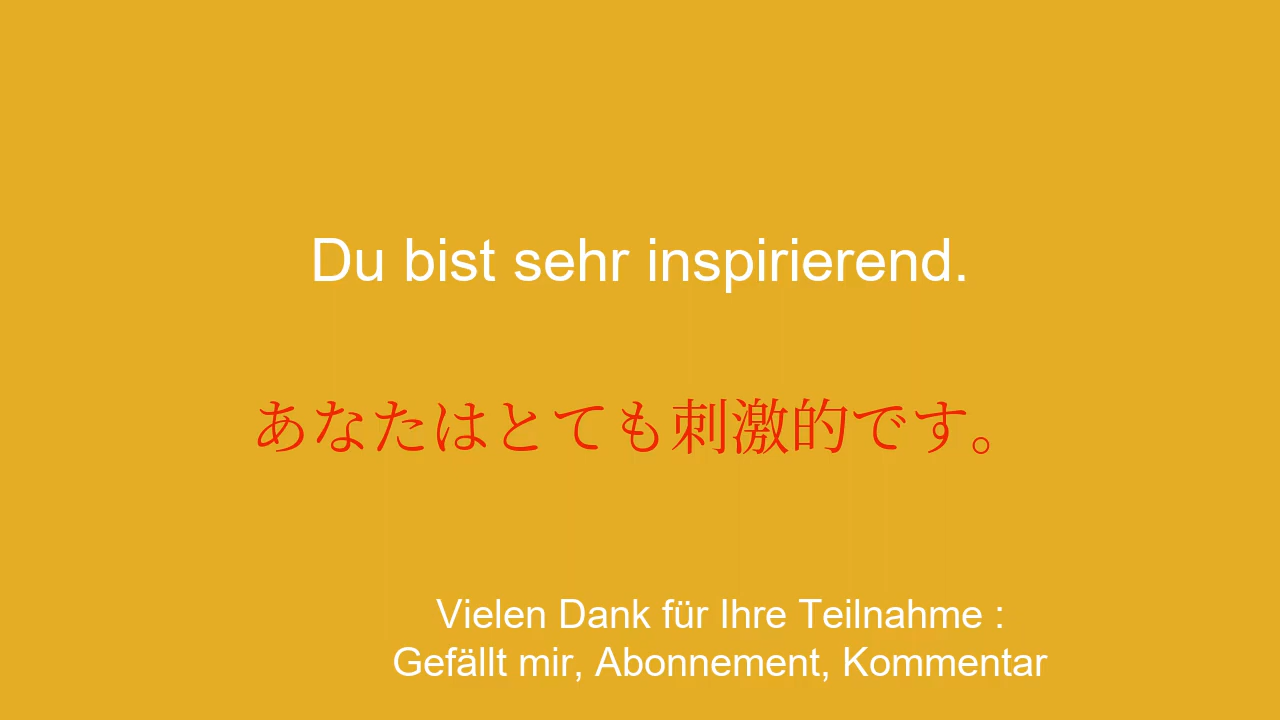 Du bist sehr inspirierend.
あなたはとても刺激的です。
Vielen Dank für Ihre Teilnahme :
Gefällt mir, Abonnement, Kommentar